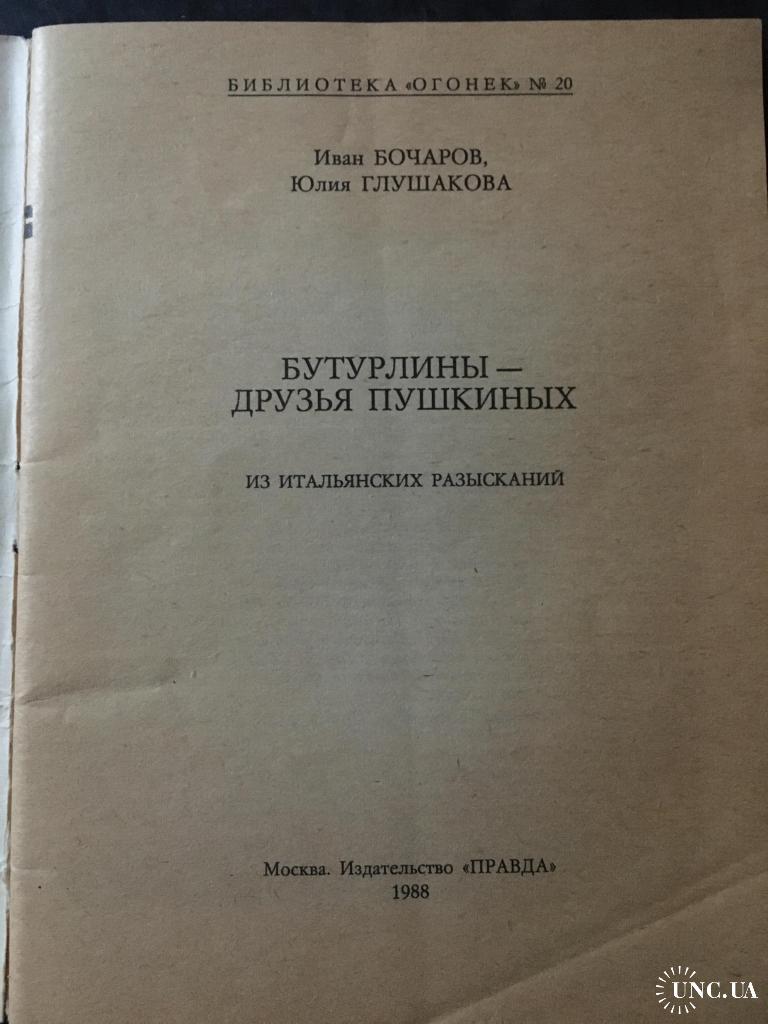 БИБЛИОТЕКА «ОГОНЕК» № 20
Иван БОЧАРОВ,
Юлия ГЛУШАКОВА
БУТУРЛИНЫ —
ДРУЗЬЯ ПУШКИНЫХ
ИЗ ИТАЛЬЯНСКИХ РАЗЫСКАНИЙ
Москва. Издательство «ПРАВДА»
1988
UNC.UA